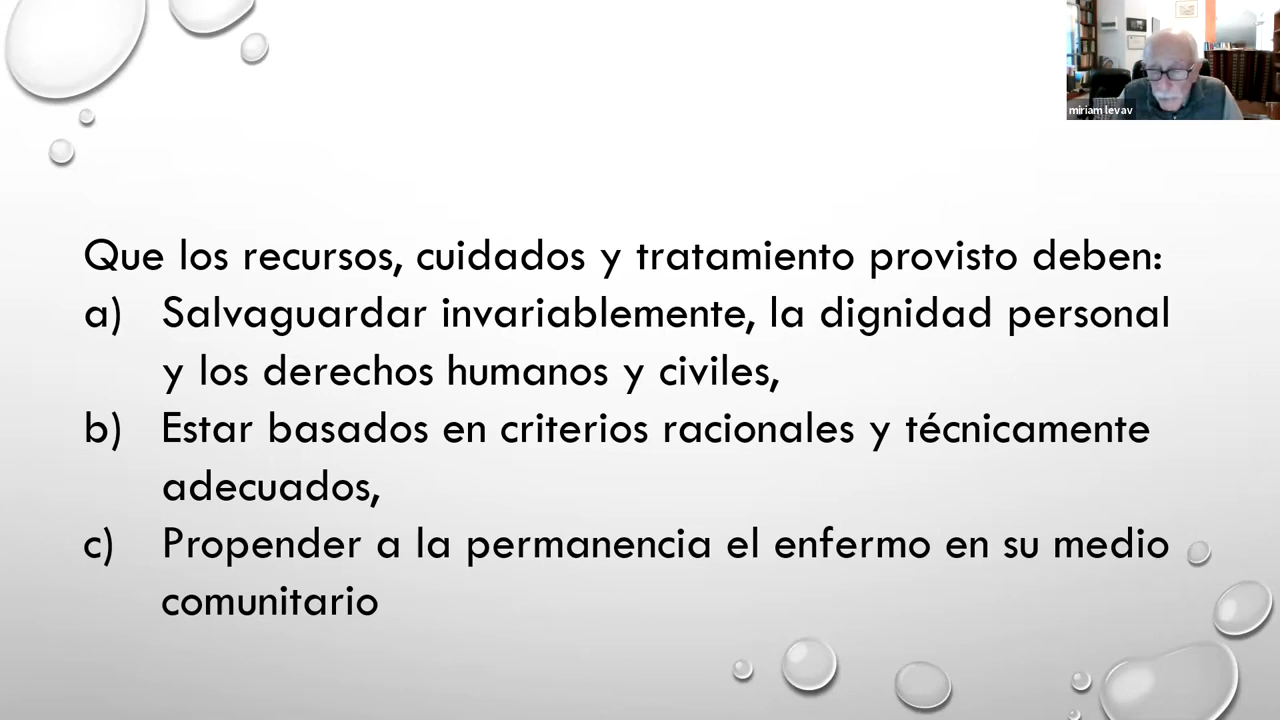 miriam levav
Que los recursos, cuidados y tratamiento provisto deben:
a) Salvaguardar invariablemente, la dignidad personal
y los derechos humanos y civiles,
b) Estar basados en criterios racionales y técnicamente
adecuados,
c) Propender a la permanencia el enfermo en su medio
comunitario